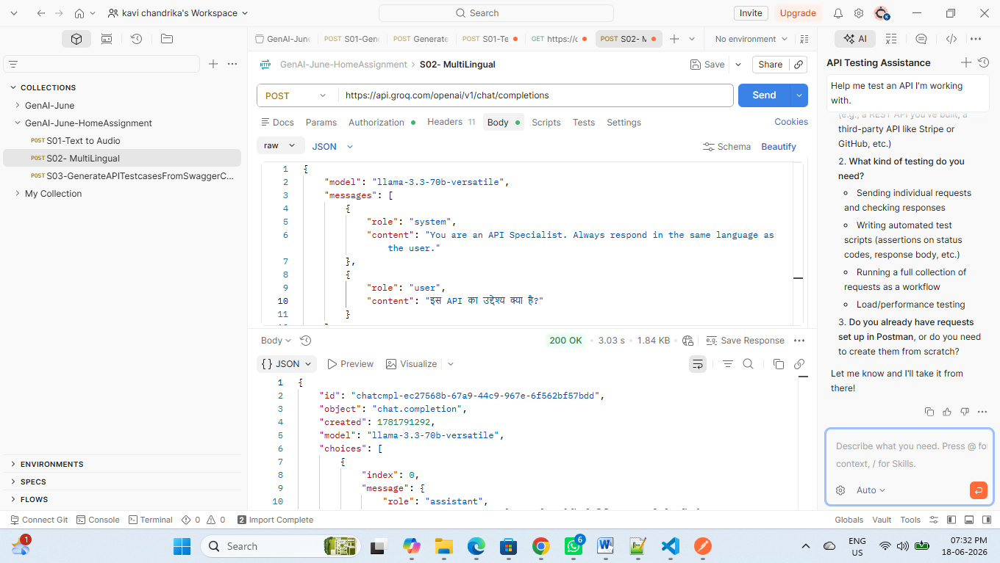 kavi chandrika's Workspace
Search
Invite
Upgrade
K
GenAI-June
POST S01-Gen
POST Generate
POST S01-Te
GET https://c
POST S02- M
No environment
AI
GenAI-June-HomeAssignment > S02- MultiLingual
Save
Share
COLLECTIONS
GenAI-June
GenAI-June-HomeAssignment
POST S01-Text to Audio
POST S02- MultiLingual
POST S03-GenerateAPITestcasesFromSwaggerC...
My Collection
ENVIRONMENTS
SPECS
FLOWS
HTTP
POST
https://api.groq.com/openai/v1/chat/completions
Send
Docs Params Authorization Headers 11 Body Scripts Tests Settings
Cookies
raw
JSON
Schema
Beautify
1 {
2 "model": "llama-3.3-70b-versatile",
3 "messages": [
4 {
5 "role": "system",
6 "content": "You are an API Specialist. Always respond in the same language as
the user."
7 },
8 {
9 "role": "user",
10 "content": "इस API का उद्देश्य क्या है?"
11 }
Body
200 OK • 3.03 s • 1.84 KB
e.g. Save Response
{} JSON
Preview
Visualize
1 {
2 "id": "chatcmpl-ec27568b-67a9-44c9-967e-6f562bf57bdd",
3 "object": "chat.completion",
4 "created": 1781791292,
5 "model": "llama-3.3-70b-versatile",
6 "choices": [
7 {
8 "index": 0,
9 "message": {
10 "role": "assistant",
API Testing Assistance
Help me test an API I'm working
with.
(e.g., a REST API you've built, a
third-party API like Stripe or
GitHub, etc.)
2. What kind of testing do you
need?
Sending individual requests
and checking responses
Writing automated test
scripts (assertions on status
codes, response body, etc.)
Running a full collection of
requests as a workflow
Load/performance testing
3. Do you already have requests
set up in Postman, or do you need
to create them from scratch?
Let me know and I'll take it from
there!
Describe what you need. Press @ fo
context, / for Skills.
Auto
Connect Git
Console
Terminal
0
0
2 Import Complete
Globals
Vault
Tools
1
Search
6
ENG
US
07:32 PM
18-06-2026